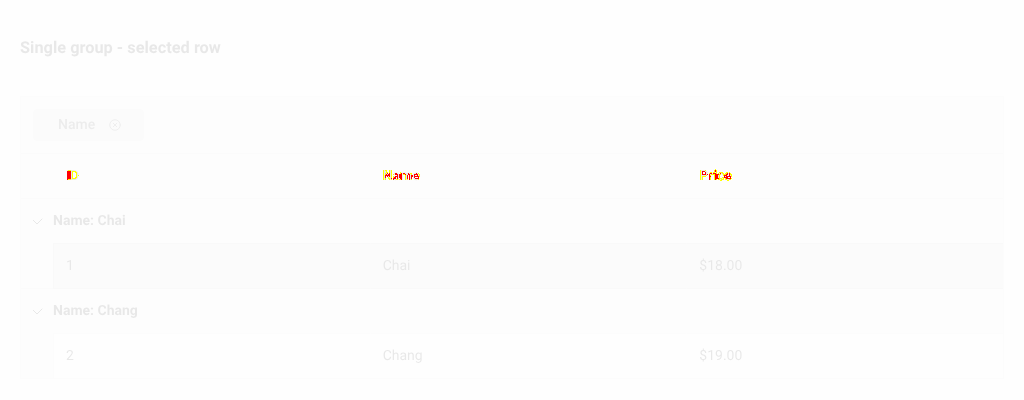 Single group - selected row
Name
ID Name Price
Name: Chai
1 Chai $18.00
Name: Chang
2 Chang $19.00